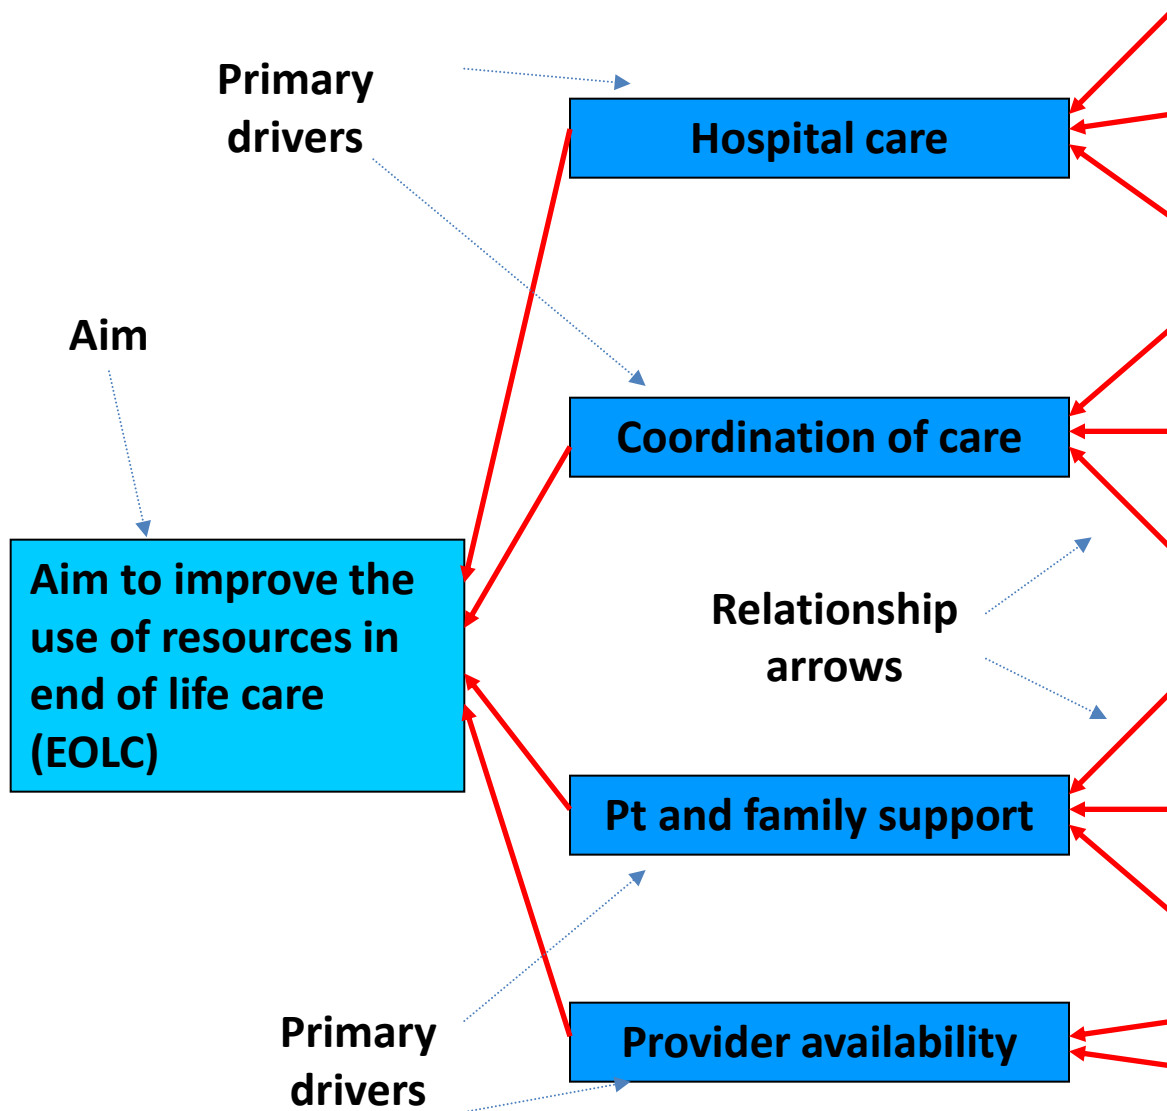 Primary
drivers
Hospital care
Aim
Coordination of care
Aim to improve the
use of resources in
end of life care
(EOLC)
Relationship
arrows
Pt and family support
Primary
drivers
Provider availability